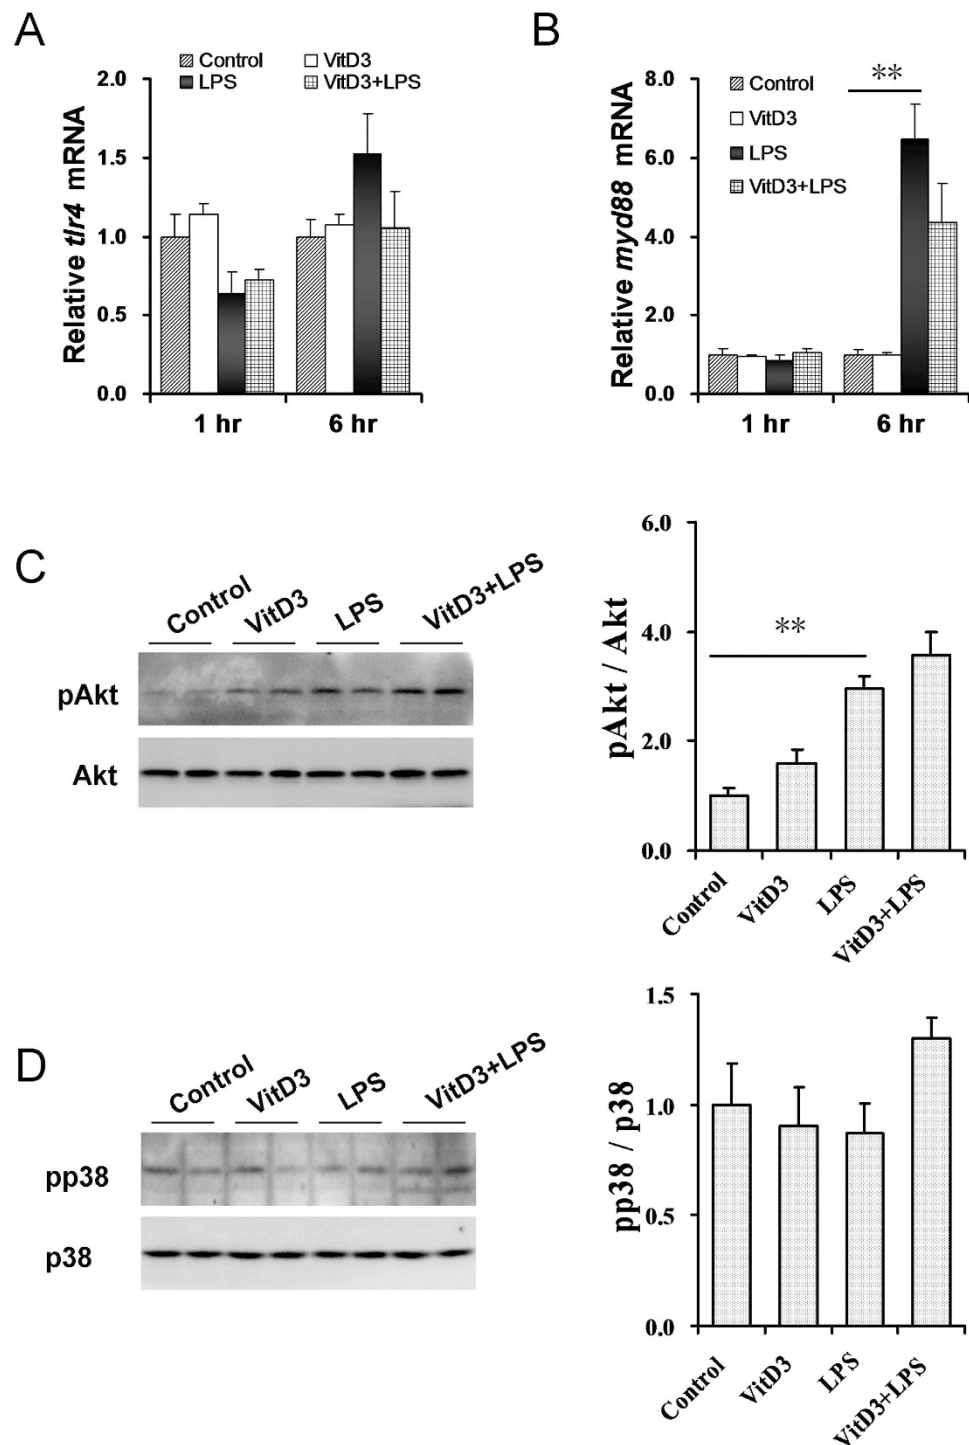 A
Control
VitD3
LPS
VitD3+LPS
Relative tlr4 mRNA
2.0
1.5
1.0
0.5
0.0
1 hr
6 hr
B
**
Control
VitD3
LPS
VitD3+LPS
Relative myd88 mRNA
8.0
6.0
4.0
2.0
0.0
1 hr
6 hr
C
Control
VitD3
LPS
VitD3+LPS
pAkt
Akt
pAkt / Akt
6.0
4.0
2.0
0.0
**
Control
VitD3
LPS
VitD3+LPS
D
Control
VitD3
LPS
VitD3+LPS
pp38
p38
pp38 / p38
1.5
1.0
0.5
0.0
Control
VitD3
LPS
VitD3+LPS